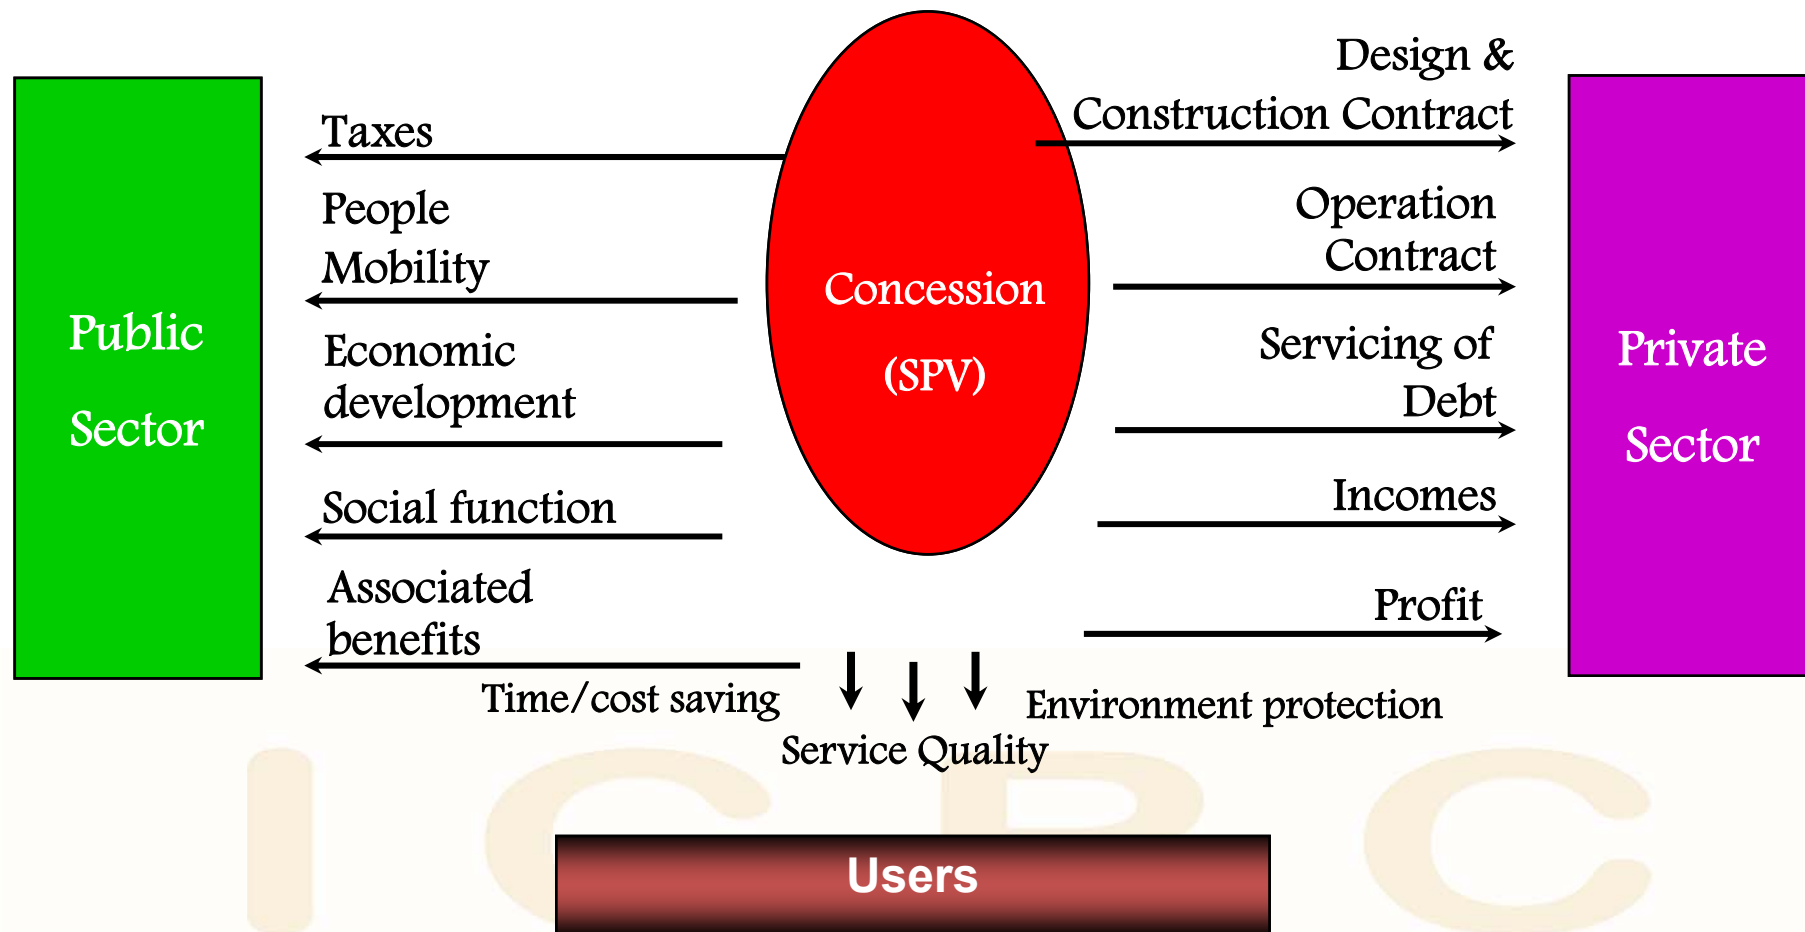 Public
Sector
Taxes
People
Mobility
Economic
development
Social function
Associated
benefits
Concession
(SPV)
Design &
Construction Contract
Operation
Contract
Servicing of
Debt
Incomes
Profit
Private
Sector
Time/cost saving
Service Quality
Environment protection
Users
I C B C